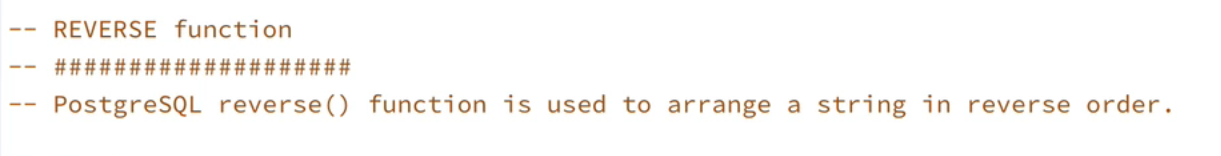 -- REVERSE function
-- ####################
-- PostgreSQL reverse() function is used to arrange a string in reverse order.